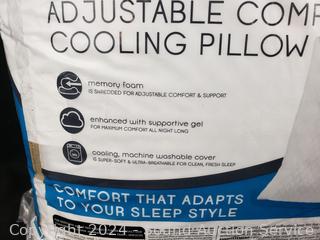 ADJUSTABLE
COOLING PILLOW
memory foam
IS SHREDDED FOR ADJUSTABLE COMFORT & SUPPORT
enhanced with supportive gel
FOR MAXIMUM COMFORT ALL NIGHT LONG
cooling, machine washable cover
IS SUPER-SOFT & ULTRA-BREATHABLE FOR CLEAN, FRESH SLEEP
COMFORT THAT ADAPTS
TO YOUR SLEEP STYLE
Copyright 2024 - Sound Auction Service